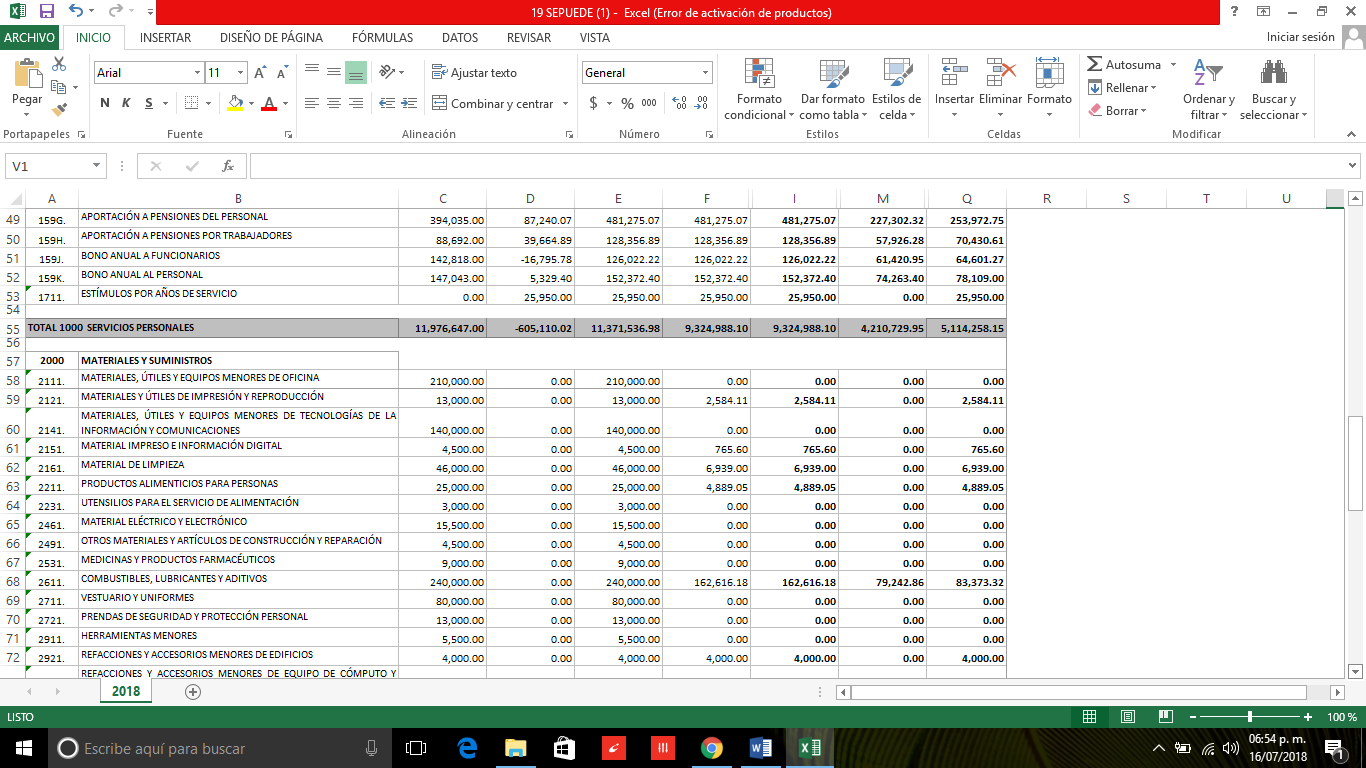 19 SEPUEDE (1) - Excel (Error de activación de productos)
ARCHIVO INICIO INSERTAR DISEÑO DE PÁGINA FÓRMULAS DATOS REVISAR VISTA Iniciar sesión
Pegar Arial 11 Ajustar texto General Formato condicional Dar formato como tabla Estilos de celda Insertar Eliminar Formato Autosuma Rellenar Borrar Ordenar y filtrar Buscar y seleccionar
N K S A Combinar y centrar $ % 000
Portapapeles Fuente Alineación Número Estilos Celdas Modificar
V1 fx
A B C D E F I M Q R S T U
49 159G. APORTACIÓN A PENSIONES DEL PERSONAL 394,035.00 87,240.07 481,275.07 481,275.07 481,275.07 227,302.32 253,972.75
50 159H. APORTACIÓN A PENSIONES POR TRABAJADORES 88,692.00 39,664.89 128,356.89 128,356.89 128,356.89 57,926.28 70,430.61
51 159J. BONO ANUAL A FUNCIONARIOS 142,818.00 -16,795.78 126,022.22 126,022.22 126,022.22 61,420.95 64,601.27
52 159K. BONO ANUAL AL PERSONAL 147,043.00 5,329.40 152,372.40 152,372.40 152,372.40 74,263.40 78,109.00
53 1711. ESTÍMULOS POR AÑOS DE SERVICIO 0.00 25,950.00 25,950.00 25,950.00 25,950.00 0.00 25,950.00
54
55 TOTAL 1000 SERVICIOS PERSONALES 11,976,647.00 -605,110.02 11,371,536.98 9,324,988.10 9,324,988.10 4,210,729.95 5,114,258.15
56
57 2000 MATERIALES Y SUMINISTROS
58 2111. MATERIALES, ÚTILES Y EQUIPOS MENORES DE OFICINA 210,000.00 0.00 210,000.00 0.00 0.00 0.00 0.00
59 2121. MATERIALES Y ÚTILES DE IMPRESIÓN Y REPRODUCCIÓN 13,000.00 0.00 13,000.00 2,584.11 2,584.11 0.00 2,584.11
MATERIALES, ÚTILES Y EQUIPOS MENORES DE TECNOLOGÍAS DE LA
60 2141. INFORMACIÓN Y COMUNICACIONES 140,000.00 0.00 140,000.00 0.00 0.00 0.00 0.00
61 2151. MATERIAL IMPRESO E INFORMACIÓN DIGITAL 4,500.00 0.00 4,500.00 765.60 765.60 0.00 765.60
62 2161. MATERIAL DE LIMPIEZA 46,000.00 0.00 46,000.00 6,939.00 6,939.00 0.00 6,939.00
63 2211. PRODUCTOS ALIMENTICIOS PARA PERSONAS 25,000.00 0.00 25,000.00 4,889.05 4,889.05 0.00 4,889.05
64 2231. UTENSILIOS PARA EL SERVICIO DE ALIMENTACIÓN 3,000.00 0.00 3,000.00 0.00 0.00 0.00 0.00
65 2461. MATERIAL ELÉCTRICO Y ELECTRÓNICO 15,500.00 0.00 15,500.00 0.00 0.00 0.00 0.00
66 2491. OTROS MATERIALES Y ARTÍCULOS DE CONSTRUCCIÓN Y REPARACIÓN 4,500.00 0.00 4,500.00 0.00 0.00 0.00 0.00
67 2531. MEDICINAS Y PRODUCTOS FARMACÉUTICOS 9,000.00 0.00 9,000.00 0.00 0.00 0.00 0.00
68 2611. COMBUSTIBLES, LUBRICANTES Y ADITIVOS 240,000.00 0.00 240,000.00 162,616.18 162,616.18 79,242.86 83,373.32
69 2711. VESTUARIO Y UNIFORMES 80,000.00 0.00 80,000.00 0.00 0.00 0.00 0.00
70 2721. PRENDAS DE SEGURIDAD Y PROTECCIÓN PERSONAL 13,000.00 0.00 13,000.00 0.00 0.00 0.00 0.00
71 2911. HERRAMIENTAS MENORES 5,500.00 0.00 5,500.00 0.00 0.00 0.00 0.00
72 2921. REFACCIONES Y ACCESORIOS MENORES DE EDIFICIOS 4,000.00 0.00 4,000.00 4,000.00 4,000.00 0.00 4,000.00
REFACCIONES Y ACCESORIOS MENORES DE EQUIPO DE CÓMPUTO Y
2018
LISTO 100 %
Escribe aquí para buscar 06:54 p. m.
16/07/2018
1